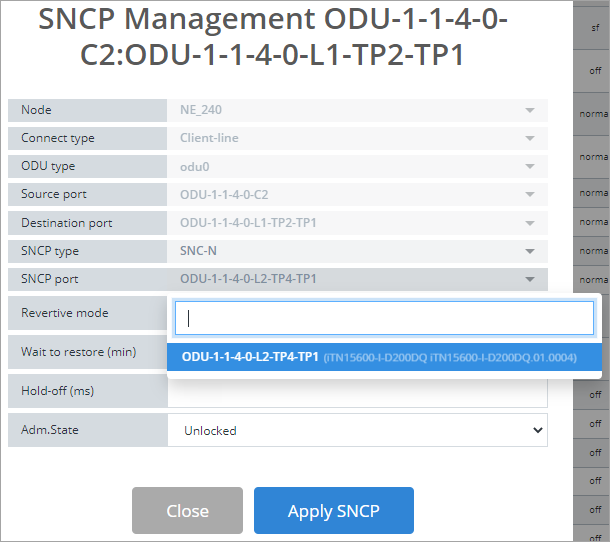 SNCP Management ODU-1-1-4-0-
C2:ODU-1-1-4-0-L1-TP2-TP1
sf
off
Node NE_240
norma
Connect type Client-line
ODU type odu0
norma
Source port ODU-1-1-4-0-C2
norma
Destination port ODU-1-1-4-0-L1-TP2-TP1
norma
SNCP type SNC-N
norma
SNCP port ODU-1-1-4-0-L2-TP4-TP1
norma
Revertive mode
Wait to restore (min) ODU-1-1-4-0-L2-TP4-TP1 (iTN15600-I-D200DQ iTN15600-I-D200DQ.01.0004)
Hold-off (ms)
off
Adm.State Unlocked
off
off
off
Close Apply SNCP
off
off